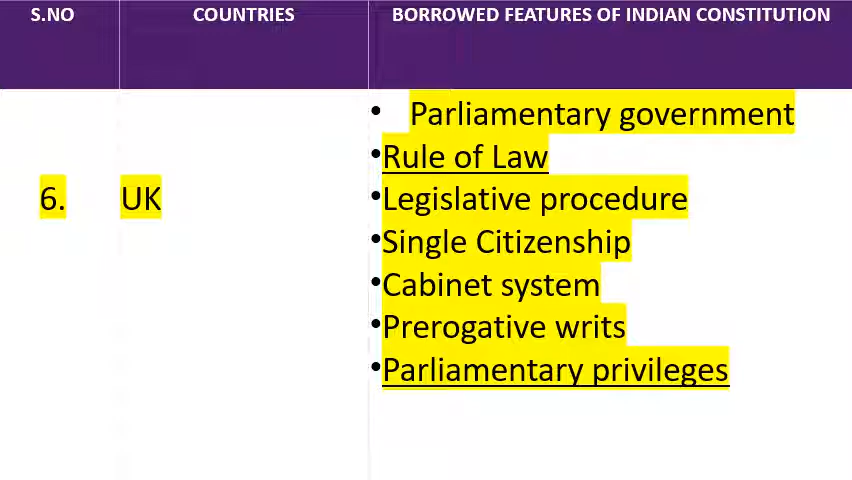 S.NO COUNTRIES BORROWED FEATURES OF INDIAN CONSTITUTION
• Parliamentary government
•Rule of Law
6. UK •Legislative procedure
•Single Citizenship
•Cabinet system
•Prerogative writs
•Parliamentary privileges